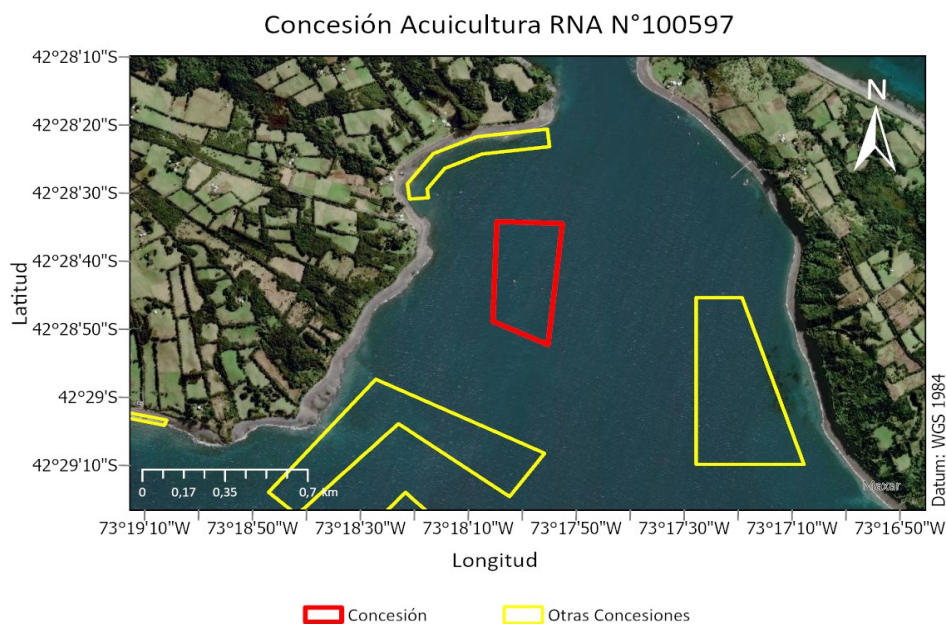 Concesión Acuicultura RNA N°100597
42°28'10"S
42°28'20"S
42°28'30"S
42°28'40"S
42°28'50"S
42°29'S
42°29'10"S
Latitud
N
Datum: WGS 1984
Maxar
0 0,17 0,35 0,7 km
73°19'10"W 73°18'50"W 73°18'30"W 73°18'10"W 73°17'50"W 73°17'30"W 73°17'10"W 73°16'50"W
Longitud
Concesión Otras Concesiones